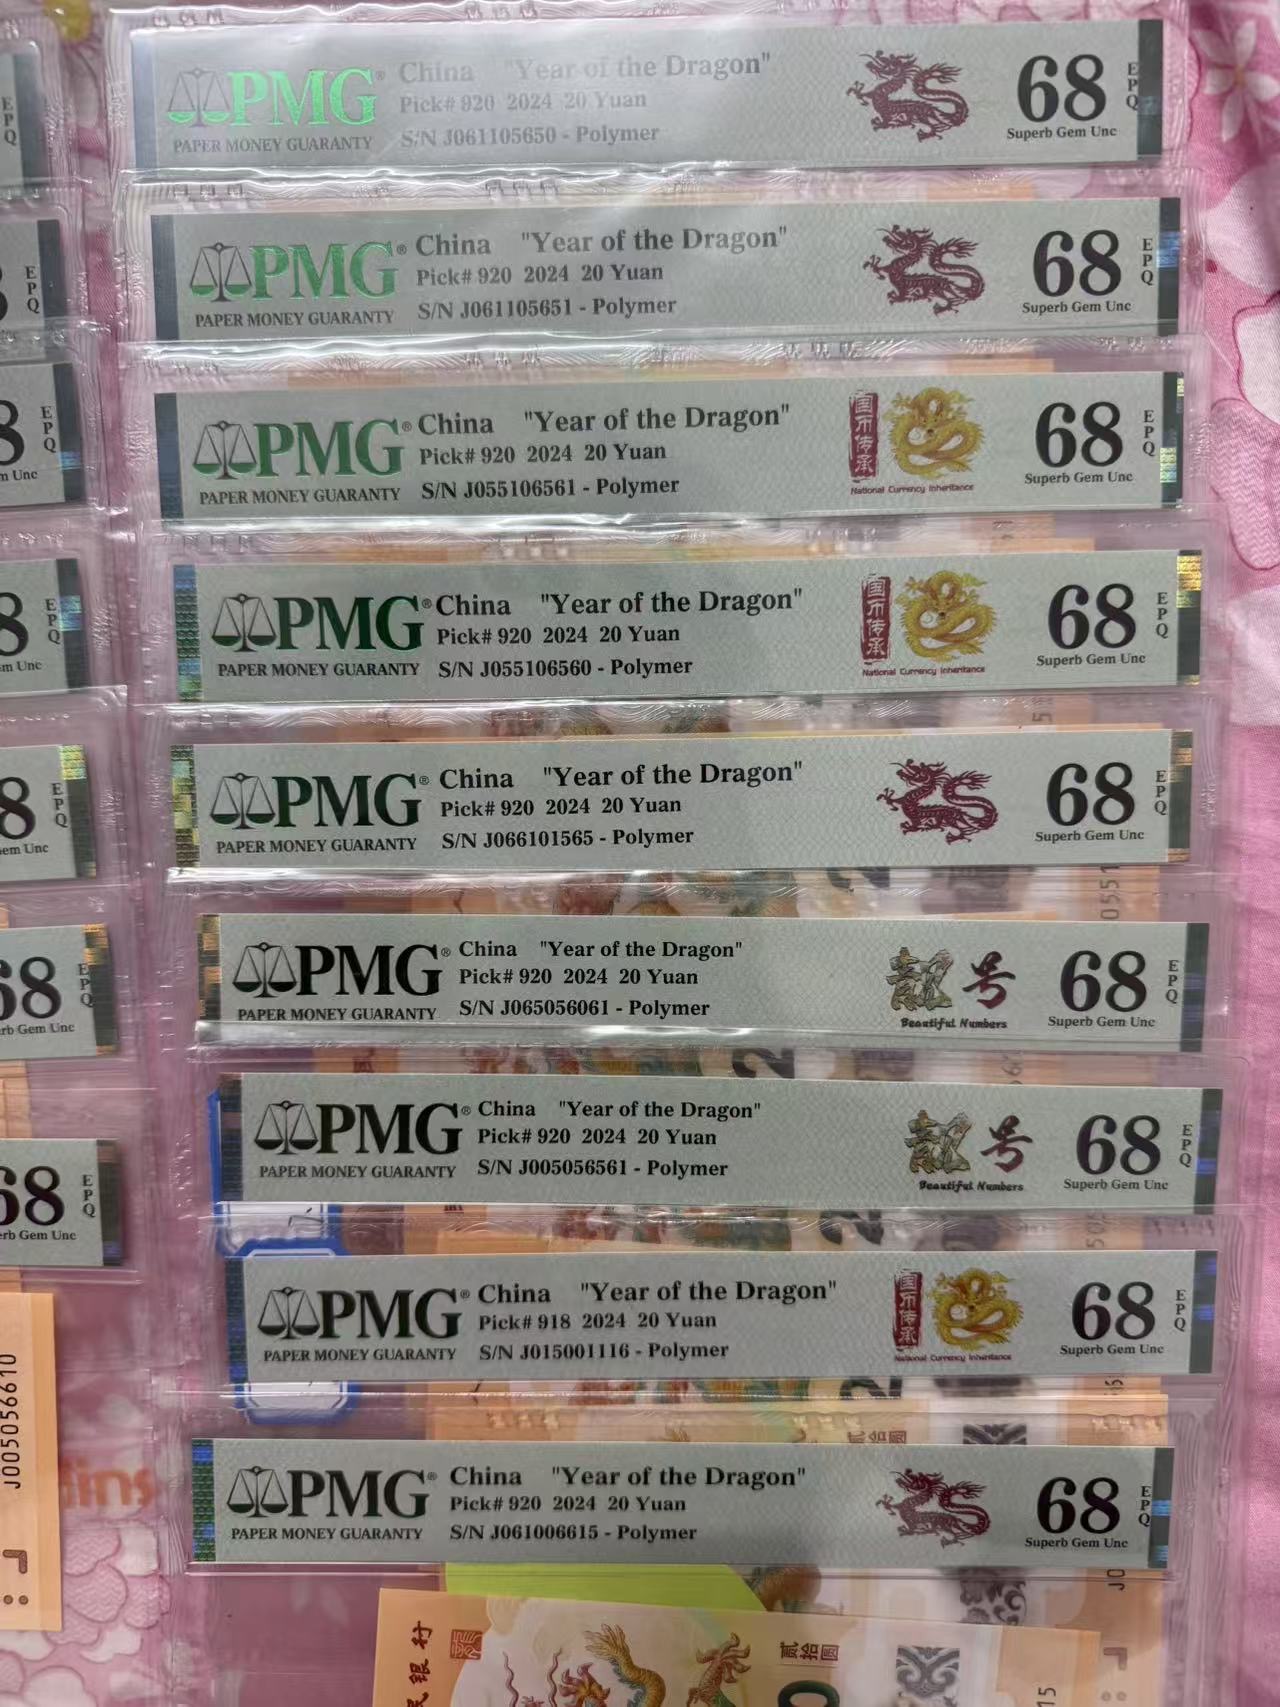 PMG® China "Year of the Dragon" 68 EPQ
Pick# 920 2024 20 Yuan
PAPER MONEY GUARANTY S/N J061105650 - Polymer Superb Gem Unc
PMG® China "Year of the Dragon" 68 EPQ
Pick# 920 2024 20 Yuan
PAPER MONEY GUARANTY S/N J061105651 - Polymer Superb Gem Unc
PMG® China "Year of the Dragon" 国币传承 68 EPQ
Pick# 920 2024 20 Yuan
PAPER MONEY GUARANTY S/N J055106561 - Polymer National Currency Inheritance Superb Gem Unc
PMG® China "Year of the Dragon" 国币传承 68 EPQ
Pick# 920 2024 20 Yuan
PAPER MONEY GUARANTY S/N J055106560 - Polymer National Currency Inheritance Superb Gem Unc
PMG® China "Year of the Dragon" 68 EPQ
Pick# 920 2024 20 Yuan
PAPER MONEY GUARANTY S/N J066101565 - Polymer Superb Gem Unc
PMG® China "Year of the Dragon" 靓号 68 EPQ
Pick# 920 2024 20 Yuan
PAPER MONEY GUARANTY S/N J065056061 - Polymer Beautiful Numbers Superb Gem Unc
PMG® China "Year of the Dragon" 靓号 68 EPQ
Pick# 920 2024 20 Yuan
PAPER MONEY GUARANTY S/N J005056561 - Polymer Beautiful Numbers Superb Gem Unc
PMG® China "Year of the Dragon" 国币传承 68 EPQ
Pick# 918 2024 20 Yuan
PAPER MONEY GUARANTY S/N J015001116 - Polymer National Currency Inheritance Superb Gem Unc
PMG® China "Year of the Dragon" 68 EPQ
Pick# 920 2024 20 Yuan
PAPER MONEY GUARANTY S/N J061006615 - Polymer Superb Gem Unc
J005056610
民银行
贰拾圆